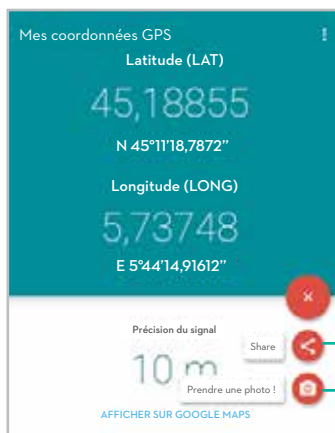 Mes coordonnées GPS
Latitude (LAT)
45,18855
N 45°11'18,7872"
Longitude (LONG)
5,73748
E 5°44'14,91612"
Précision du signal
Share
10 m
Prendre une photo !
AFFICHER SUR GOOGLE MAPS